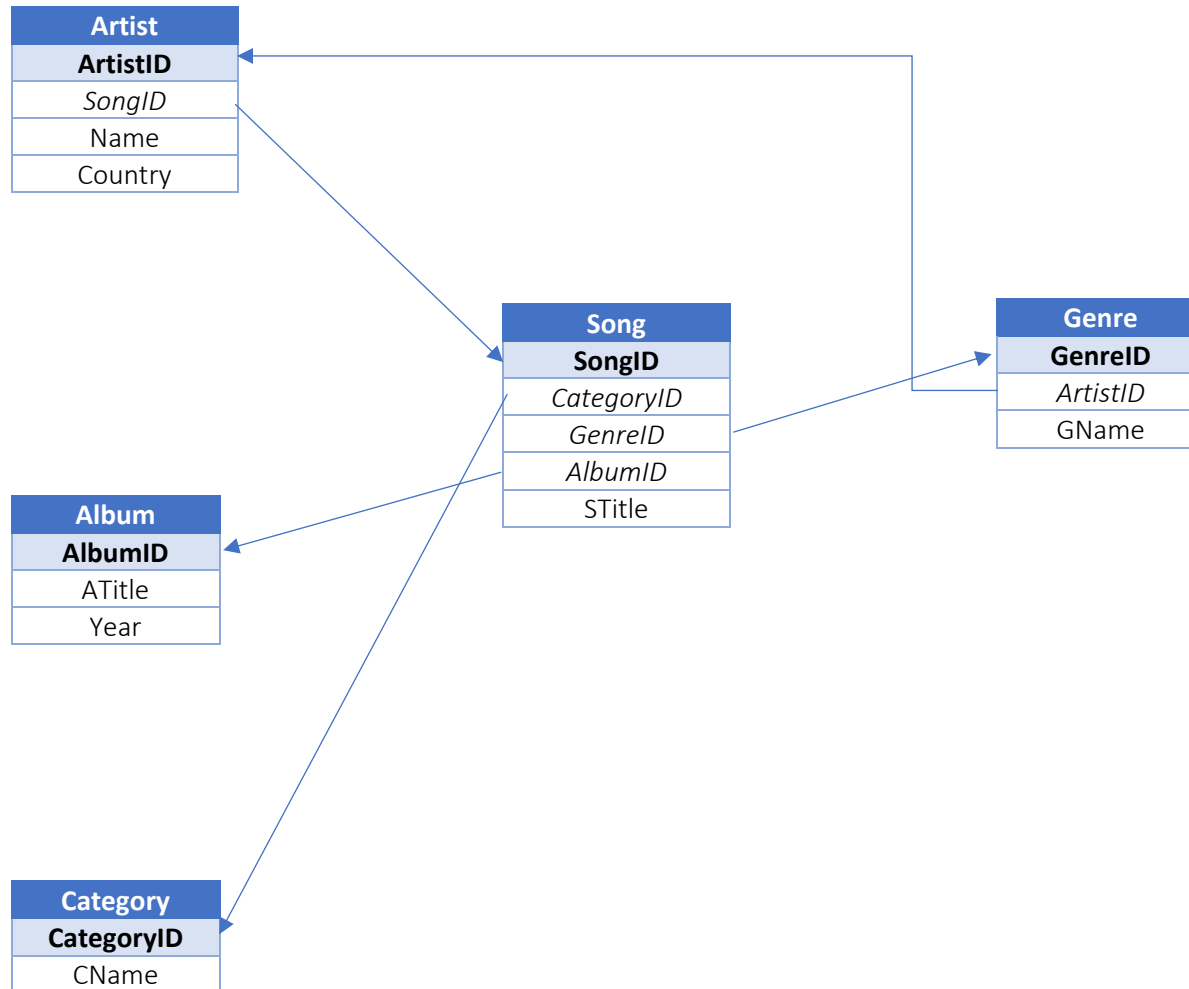 Artist
ArtistID
SongID
Name
Country
Song
SongID
CategoryID
GenreID
AlbumID
STitle
Genre
GenreID
ArtistID
GName
Album
AlbumID
ATitle
Year
Category
CategoryID
CName